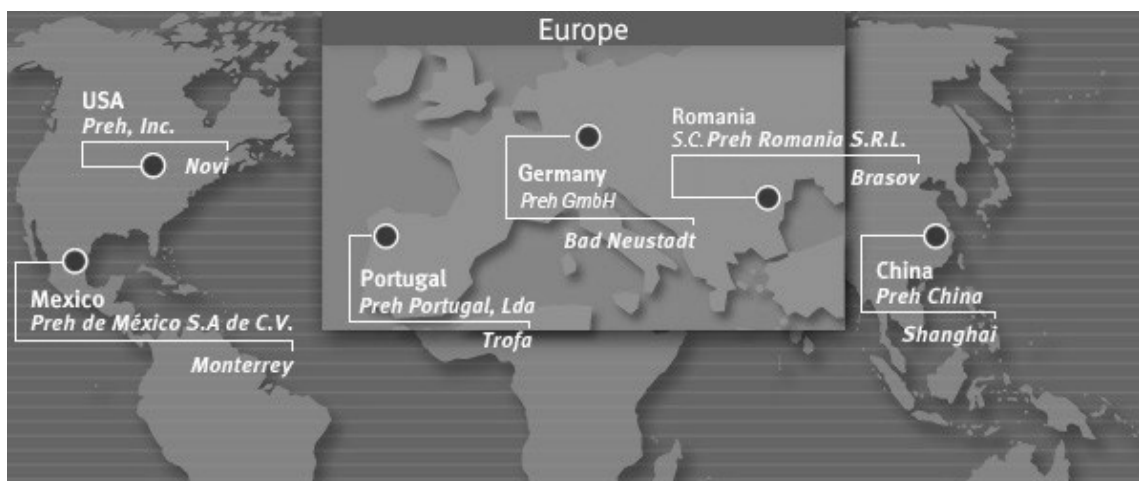 Europe
USA
Preh, Inc.
Novi
Mexico
Preh de México S.A de C.V.
Monterrey
Germany
Preh GmbH
Bad Neustadt
Portugal
Preh Portugal, Lda
Trofa
Romania
S.C. Preh Romania S.R.L.
Brasov
China
Preh China
Shanghai